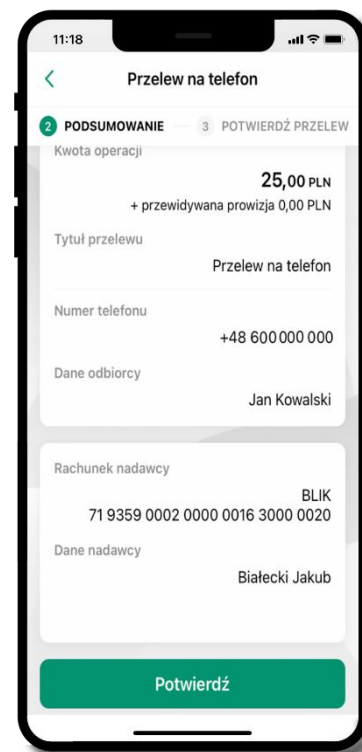 11:18
Przelew na telefon
2 PODSUMOWANIE 3 POTWIERDŹ PRZELEW
Kwota operacji
25,00 PLN
+ przewidywana prowizja 0,00 PLN
Tytuł przelewu
Przelew na telefon
Numer telefonu
+48 600 000 000
Dane odbiorcy
Jan Kowalski
Rachunek nadawcy
BLIK
71 9359 0002 0000 0016 3000 0020
Dane nadawcy
Białecki Jakub
Potwierdź